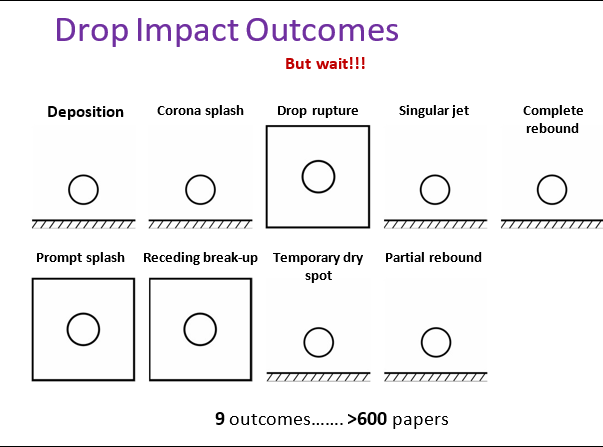 Drop Impact Outcomes
But wait!!!
Deposition
Corona splash
Drop rupture
Singular jet
Complete
rebound
Prompt splash
Receding break-up
Temporary dry
spot
Partial rebound
9 outcomes....... >600 papers